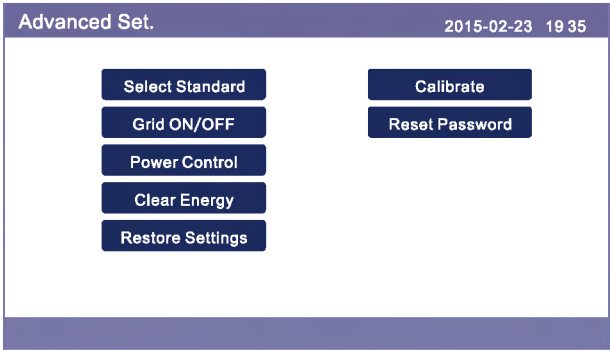 Advanced Set.
2015-02-23 19 35
Select Standard
Grid ON/OFF
Power Control
Clear Energy
Restore Settings
Calibrate
Reset Password